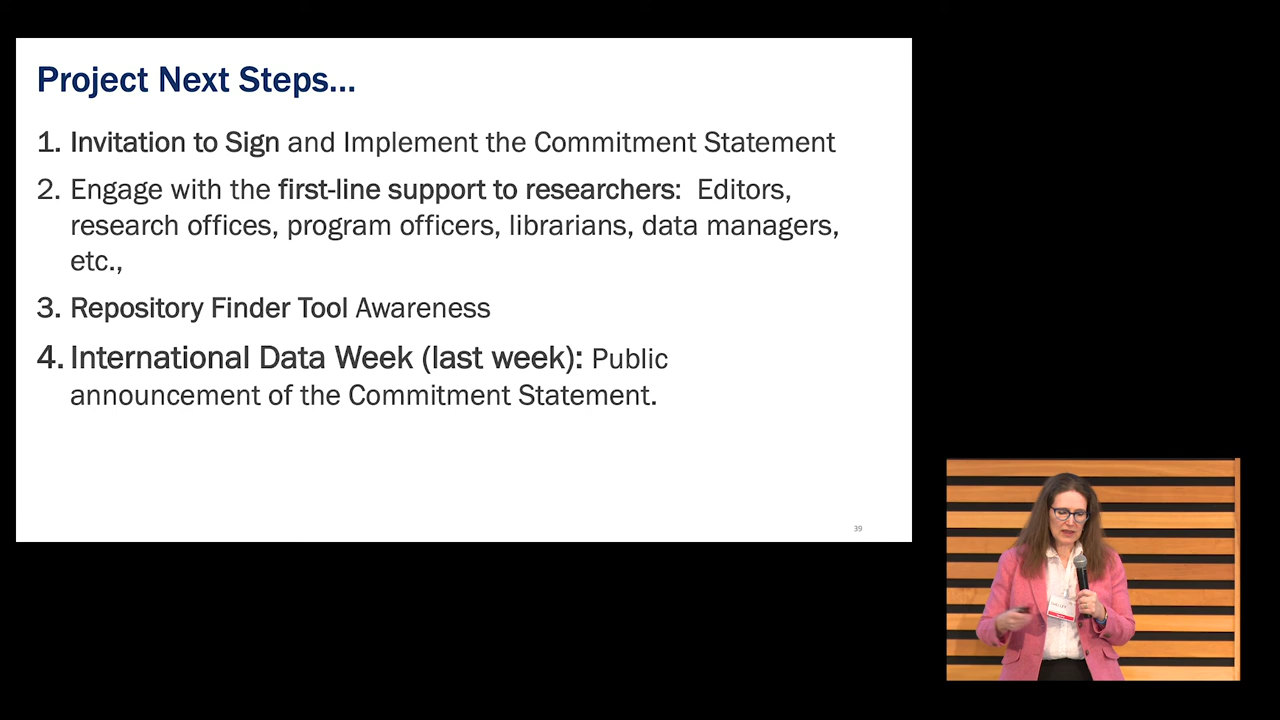 Project Next Steps...
1. Invitation to Sign and Implement the Commitment Statement
2. Engage with the first-line support to researchers: Editors,
research offices, program officers, librarians, data managers,
etc.,
3. Repository Finder Tool Awareness
4. International Data Week (last week): Public
announcement of the Commitment Statement.
39